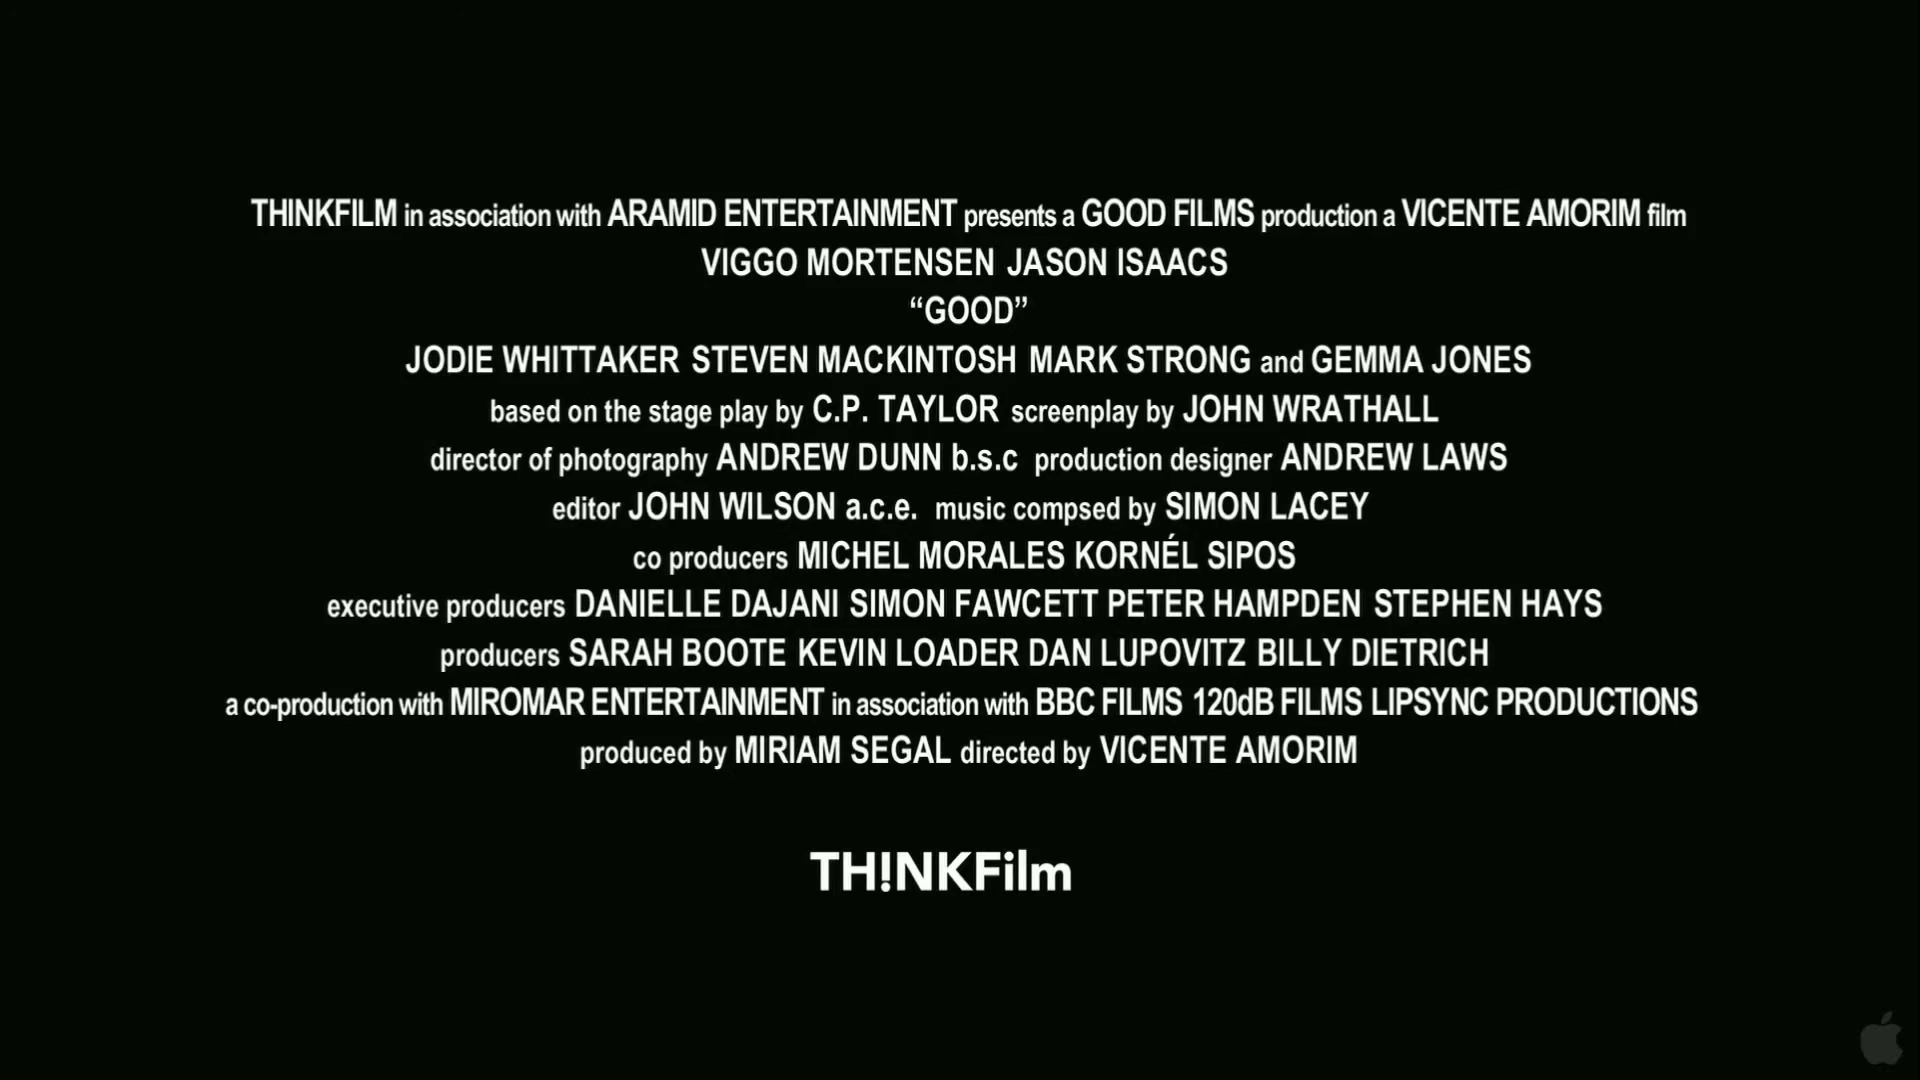 THINKFILM in association with ARAMID ENTERTAINMENT presents a GOOD FILMS production a VICENTE AMORIM film
VIGGO MORTENSEN JASON ISAACS
“GOOD”
JODIE WHITTAKER STEVEN MACKINTOSH MARK STRONG and GEMMA JONES
based on the stage play by C.P. TAYLOR screenplay by JOHN WRATHALL
director of photography ANDREW DUNN b.s.c production designer ANDREW LAWS
editor JOHN WILSON a.c.e. music compsed by SIMON LACEY
co producers MICHEL MORALES KORNÉL SIPOS
executive producers DANIELLE DAJANI SIMON FAWCETT PETER HAMPDEN STEPHEN HAYS
producers SARAH BOOTE KEVIN LOADER DAN LUPOVITZ BILLY DIETRICH
a co-production with MIROMAR ENTERTAINMENT in association with BBC FILMS 120dB FILMS LIPSYNC PRODUCTIONS
produced by MIRIAM SEGAL directed by VICENTE AMORIM
TH!NKFilm